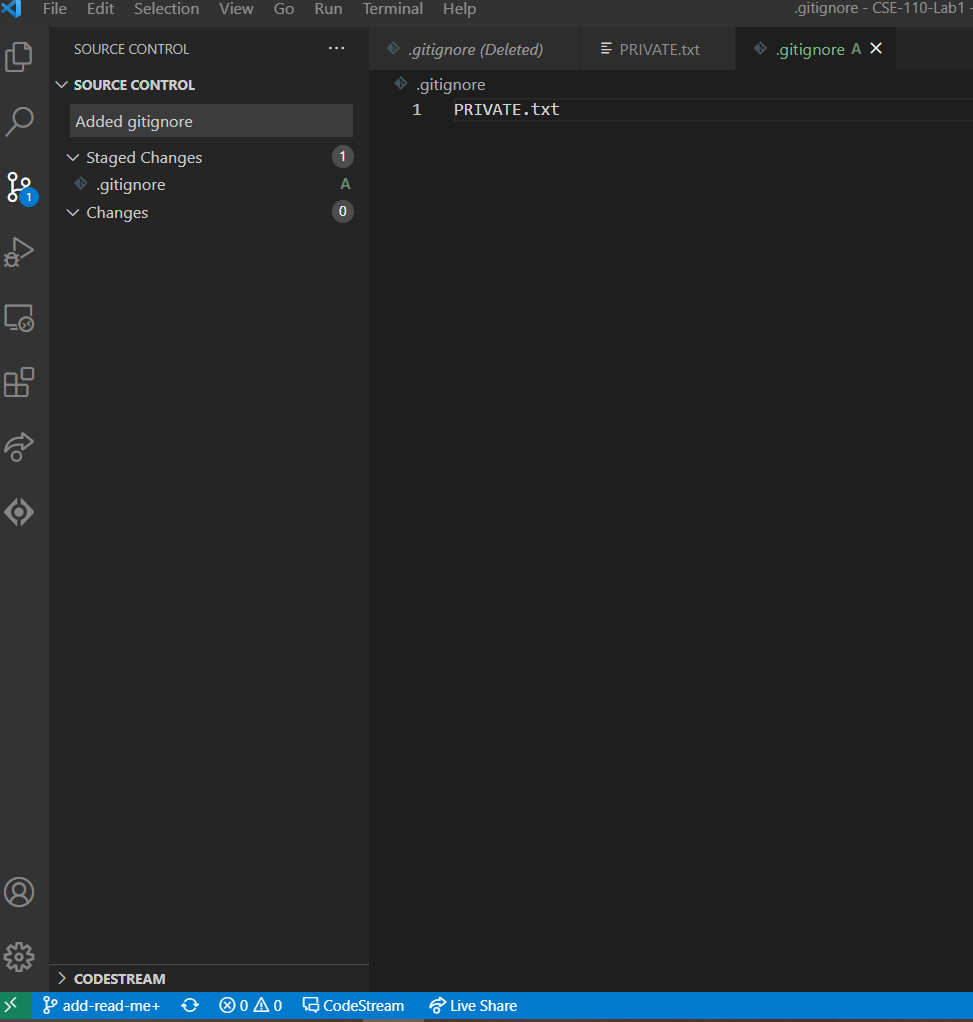 File Edit Selection View Go Run Terminal Help .gitignore - CSE-110-Lab1 -
SOURCE CONTROL ...
.gitignore (Deleted) PRIVATE.txt .gitignore A
SOURCE CONTROL
.gitignore
Added gitignore
1 PRIVATE.txt
Staged Changes 1
.gitignore A
1
Changes 0
CODESTREAM
add-read-me+ 0 0 CodeStream Live Share